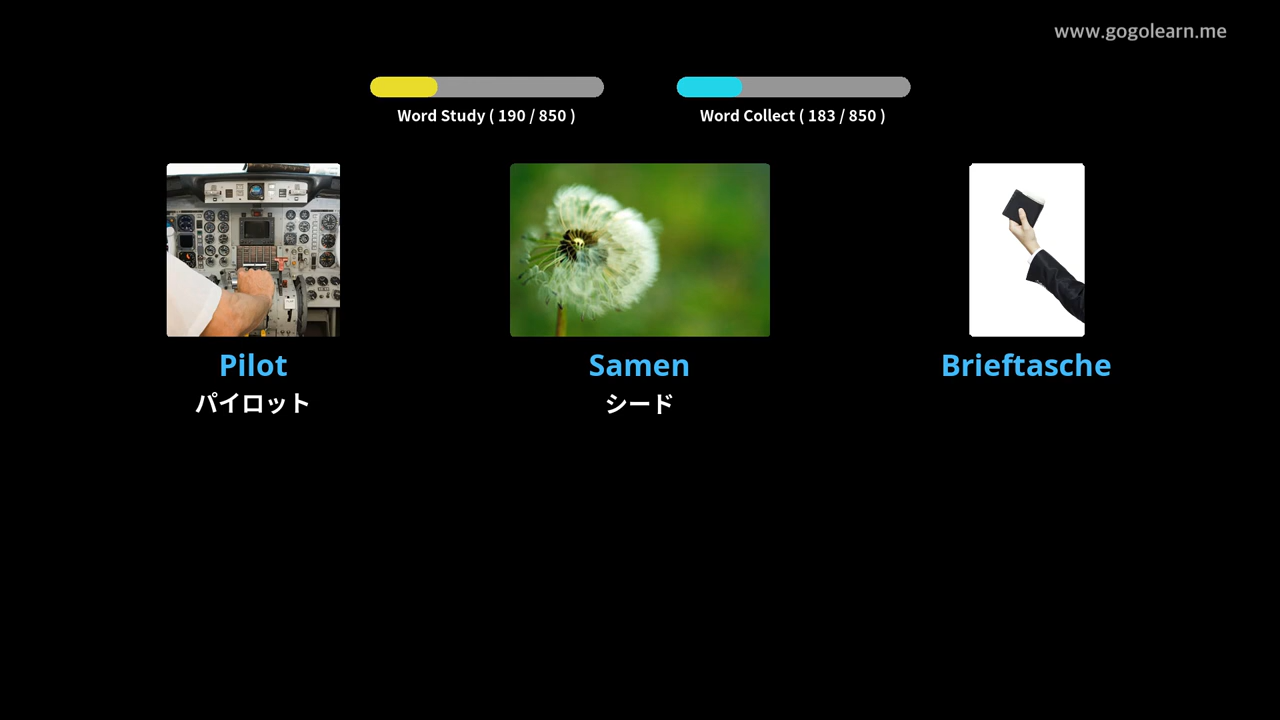 www.gogolearn.me
Word Study ( 190 / 850 )
Word Collect ( 183 / 850 )
Pilot
パイロット
Samen
シード
Brieftasche